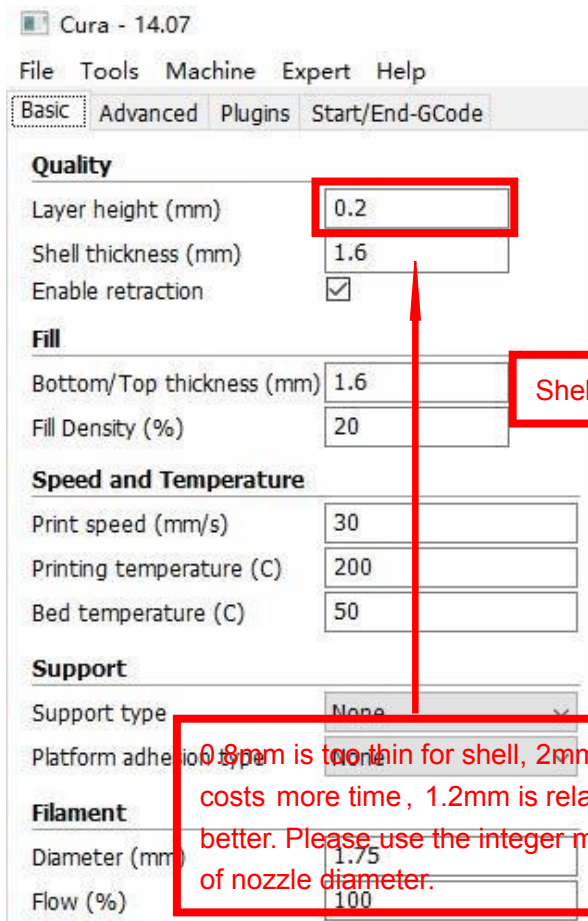 Cura - 14.07
File Tools Machine Expert Help
Basic Advanced Plugins Start/End-GCode
Quality
Layer height (mm) 0.2
Shell thickness (mm) 1.6
Enable retraction
Fill
Bottom/Top thickness (mm) 1.6
Shel
Fill Density (%) 20
Speed and Temperature
Print speed (mm/s) 30
Printing temperature (C) 200
Bed temperature (C) 50
Support
Support type None
Platform adhesion type None
0.8mm is too thin for shell, 2mm
costs more time, 1.2mm is rela
better. Please use the integer m
of nozzle diameter.
Filament
Diameter (mm) 1.75
Flow (%) 100